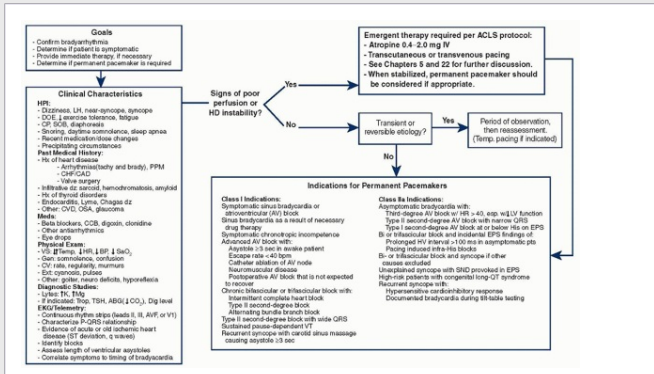 Goals
- Confirm bradyarrhythmia
- Determine if patient is symptomatic
- Provide immediate therapy, if necessary
- Determine if permanent pacemaker is required
Clinical Characteristics
HPI:
- Dizziness, LH, near-syncope, syncope
- DOE, ↓exercise tolerance, fatigue
- CP, SOB, diaphoresis
- Snoring, daytime somnolence, sleep apnea
- Recent medication/dose changes
- Precipitating circumstances
Past Medical History:
- Hx of heart disease
- Arrhythmias(tachy and brady), PPM
- CHF/CAD
- Valve surgery
- Infiltrative dz: sarcoid, hemochromatosis, amyloid
- Hx of thyroid disorders
- Endocarditis, Lyme, Chagas dz
- Other: CVD, OSA, glaucoma
Meds:
- Beta blockers, CCB, digoxin, clonidine
- Other antiarrhythmics
- Eye drops
Physical Exam:
- Gen: somnolence, confusion
- CV: rate, regularity, murmurs
- Ext: cyanosis, pulses
- Other: goiter, neuro deficits, hyporeflexia
Diagnostic Studies:
- Lytes: ↑K, ↑Mg
- If indicated: Trop, TSH, ABG(↓CO₂), Dig level
EKG/Telemetry:
- Continuous rhythm strips (leads II, III, AVF, or V1)
- Characterize P-QRS relationship
- Evidence of acute or old ischemic heart
disease (ST deviation, q waves)
- Identify blocks
- Assess length of ventricular asystoles
- Correlate symptoms to timing of bradycardia
Signs of poor
perfusion or
HD instability?
Yes
No
Emergent therapy required per ACLS protocol:
- Atropine 0.4–2.0 mg IV
- Transcutaneous or transvenous pacing
- See Chapters 5 and 22 for further discussion.
- When stabilized, permanent pacemaker should
be considered if appropriate.
Transient or
reversible etiology?
Yes
Period of observation,
then reassessment.
(Temp. pacing if indicated)
No
Indications for Permanent Pacemakers
Class I Indications:
Symptomatic sinus bradycardia or
atrioventricular (AV) block
Sinus bradycardia as a result of necessary
drug therapy
Symptomatic chronotropic incompetence
Advanced AV block with:
Asystole ≥3 sec in awake patient
Escape rate <40 bpm
Catheter ablation of AV node
Neuromuscular disease
Postoperative AV block that is not expected
to recover
Chronic bifascicular or trifascicular block with:
Intermittent complete heart block
Type II second-degree block
Alternating bundle branch block
Type II second-degree block with wide QRS
Sustained pause-dependent VT
Recurrent syncope with carotid sinus massage
causing asystole ≥3 sec
Class IIa Indications:
Asymptomatic bradycardia with:
Third-degree AV block w/ HR > 40, esp. w/↓LV function
Type II second-degree AV block with narrow QRS
Type I second-degree AV block at or below His on EPS
Bi or trifascicular block and incidental EPS findings of:
Prolonged HV interval >100 ms in asymptomatic pts
Pacing induced infra-His blocks
Bi- or trifascicular block and syncope if other
causes excluded
Unexplained syncope with SND provoked in EPS
High-risk patients with congenital long-QT syndrome
Recurrent syncope with:
Hypersensitive cardioinhibitory response
Documented bradycardia during tilt-table testing